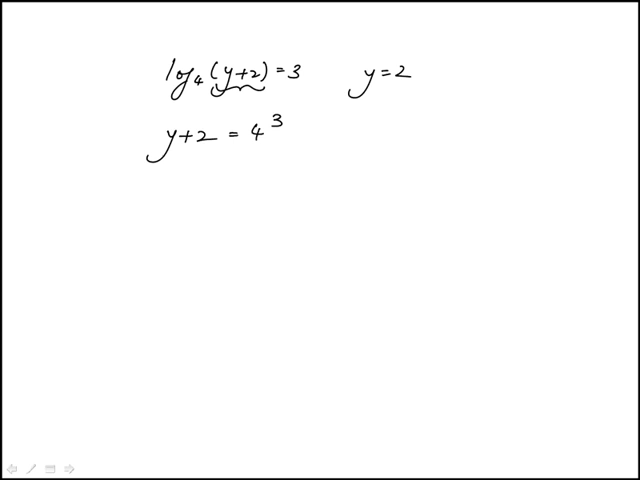 log₄(y+2) = 3    y = 2
y+2 = 4³